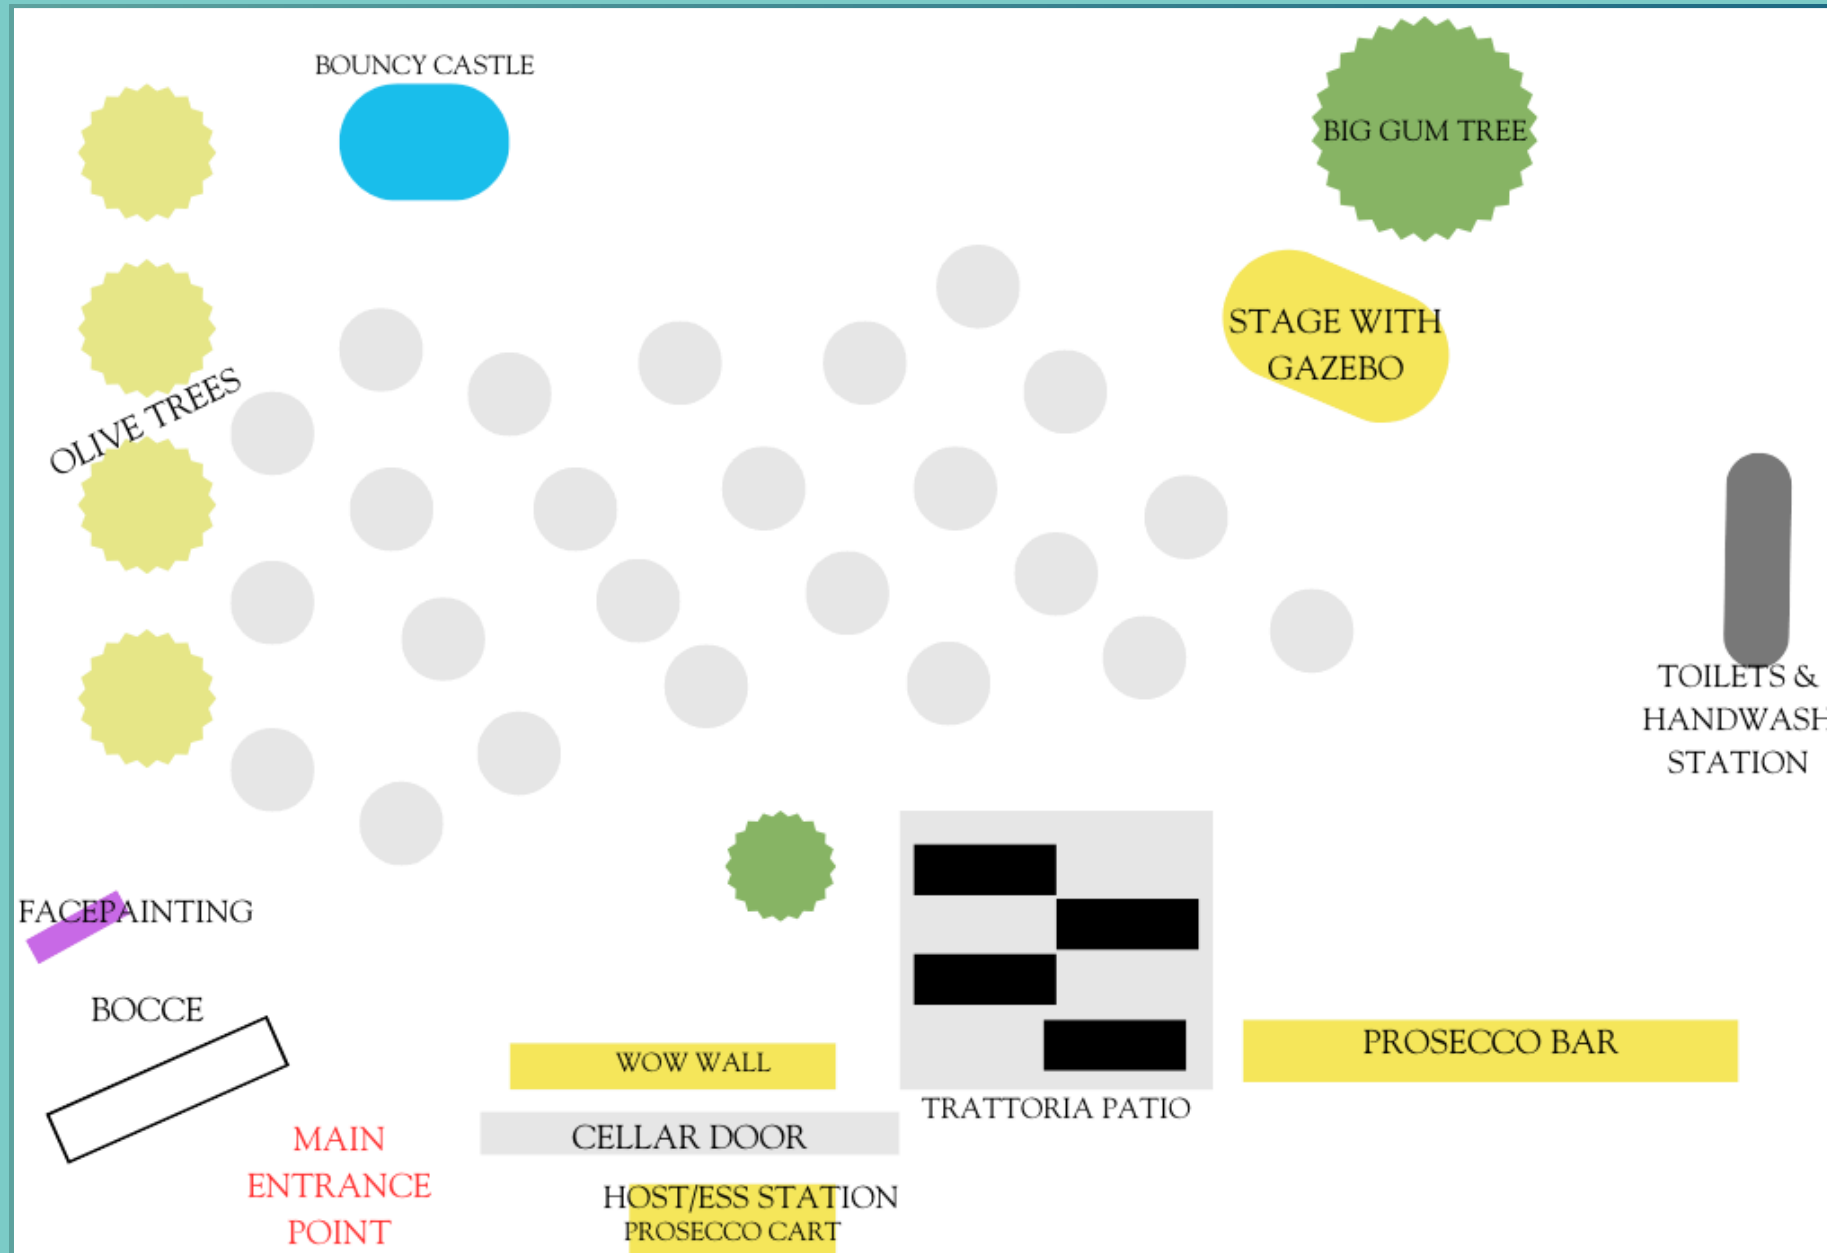 BOUNCY CASTLE
BIG GUM TREE
STAGE WITH
GAZEBO
OLIVE TREES
TOILETS &
HANDWASH
STATION
FACEPAINTING
BOCCE
WOW WALL
PROSECCO BAR
TRATTORIA PATIO
CELLAR DOOR
MAIN
ENTRANCE
POINT
HOST/ESS STATION
PROSECCO CART